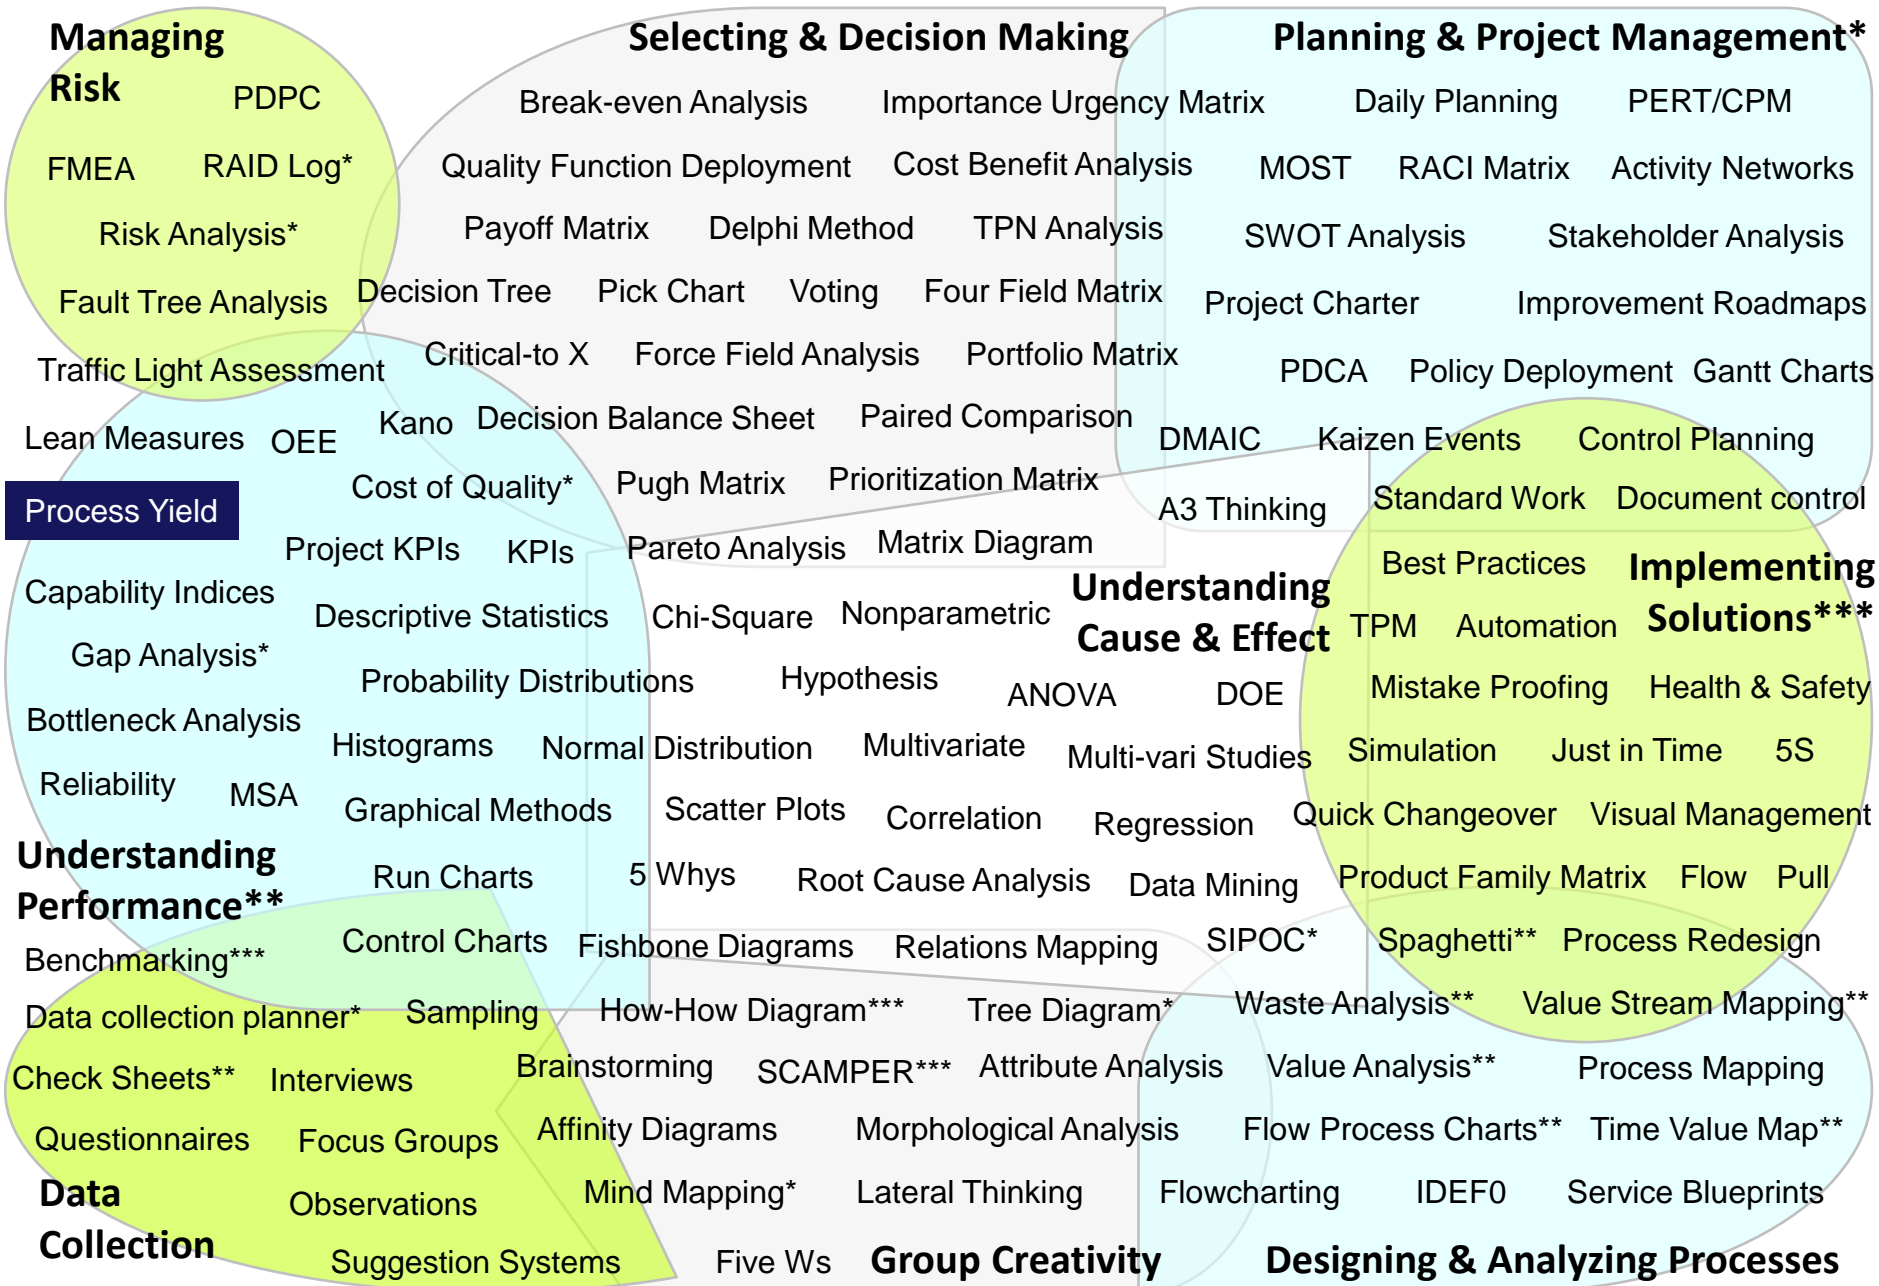 Managing
Risk
Selecting & Decision Making
Planning & Project Management*
PDPC
Break-even Analysis
Importance Urgency Matrix
Daily Planning
PERT/CPM
FMEA
RAID Log*
Quality Function Deployment
Cost Benefit Analysis
MOST
RACI Matrix
Activity Networks
Risk Analysis*
Payoff Matrix
Delphi Method
TPN Analysis
SWOT Analysis
Stakeholder Analysis
Fault Tree Analysis
Decision Tree
Pick Chart
Voting
Four Field Matrix
Project Charter
Improvement Roadmaps
Traffic Light Assessment
Critical-to X
Force Field Analysis
Portfolio Matrix
PDCA
Policy Deployment
Gantt Charts
Lean Measures
OEE
Kano
Decision Balance Sheet
Paired Comparison
DMAIC
Kaizen Events
Control Planning
Process Yield
Cost of Quality*
Pugh Matrix
Prioritization Matrix
A3 Thinking
Standard Work
Document control
Project KPIs
KPIs
Pareto Analysis
Matrix Diagram
Best Practices
Implementing
Solutions***
Understanding
Cause & Effect
Capability Indices
Descriptive Statistics
Chi-Square
Nonparametric
TPM
Automation
Gap Analysis*
Probability Distributions
Hypothesis
ANOVA
DOE
Mistake Proofing
Health & Safety
Bottleneck Analysis
Histograms
Normal Distribution
Multivariate
Multi-vari Studies
Simulation
Just in Time
5S
Reliability
MSA
Graphical Methods
Scatter Plots
Correlation
Regression
Quick Changeover
Visual Management
Understanding
Performance**
Run Charts
5 Whys
Root Cause Analysis
Data Mining
Product Family Matrix
Flow
Pull
Benchmarking***
Control Charts
Fishbone Diagrams
Relations Mapping
SIPOC*
Spaghetti**
Process Redesign
Data collection planner*
Sampling
How-How Diagram***
Tree Diagram*
Waste Analysis**
Value Stream Mapping**
Check Sheets**
Interviews
Brainstorming
SCAMPER***
Attribute Analysis
Value Analysis**
Process Mapping
Questionnaires
Focus Groups
Affinity Diagrams
Morphological Analysis
Flow Process Charts**
Time Value Map**
Data
Collection
Observations
Mind Mapping*
Lateral Thinking
Flowcharting
IDEF0
Service Blueprints
Suggestion Systems
Five Ws
Group Creativity
Designing & Analyzing Processes